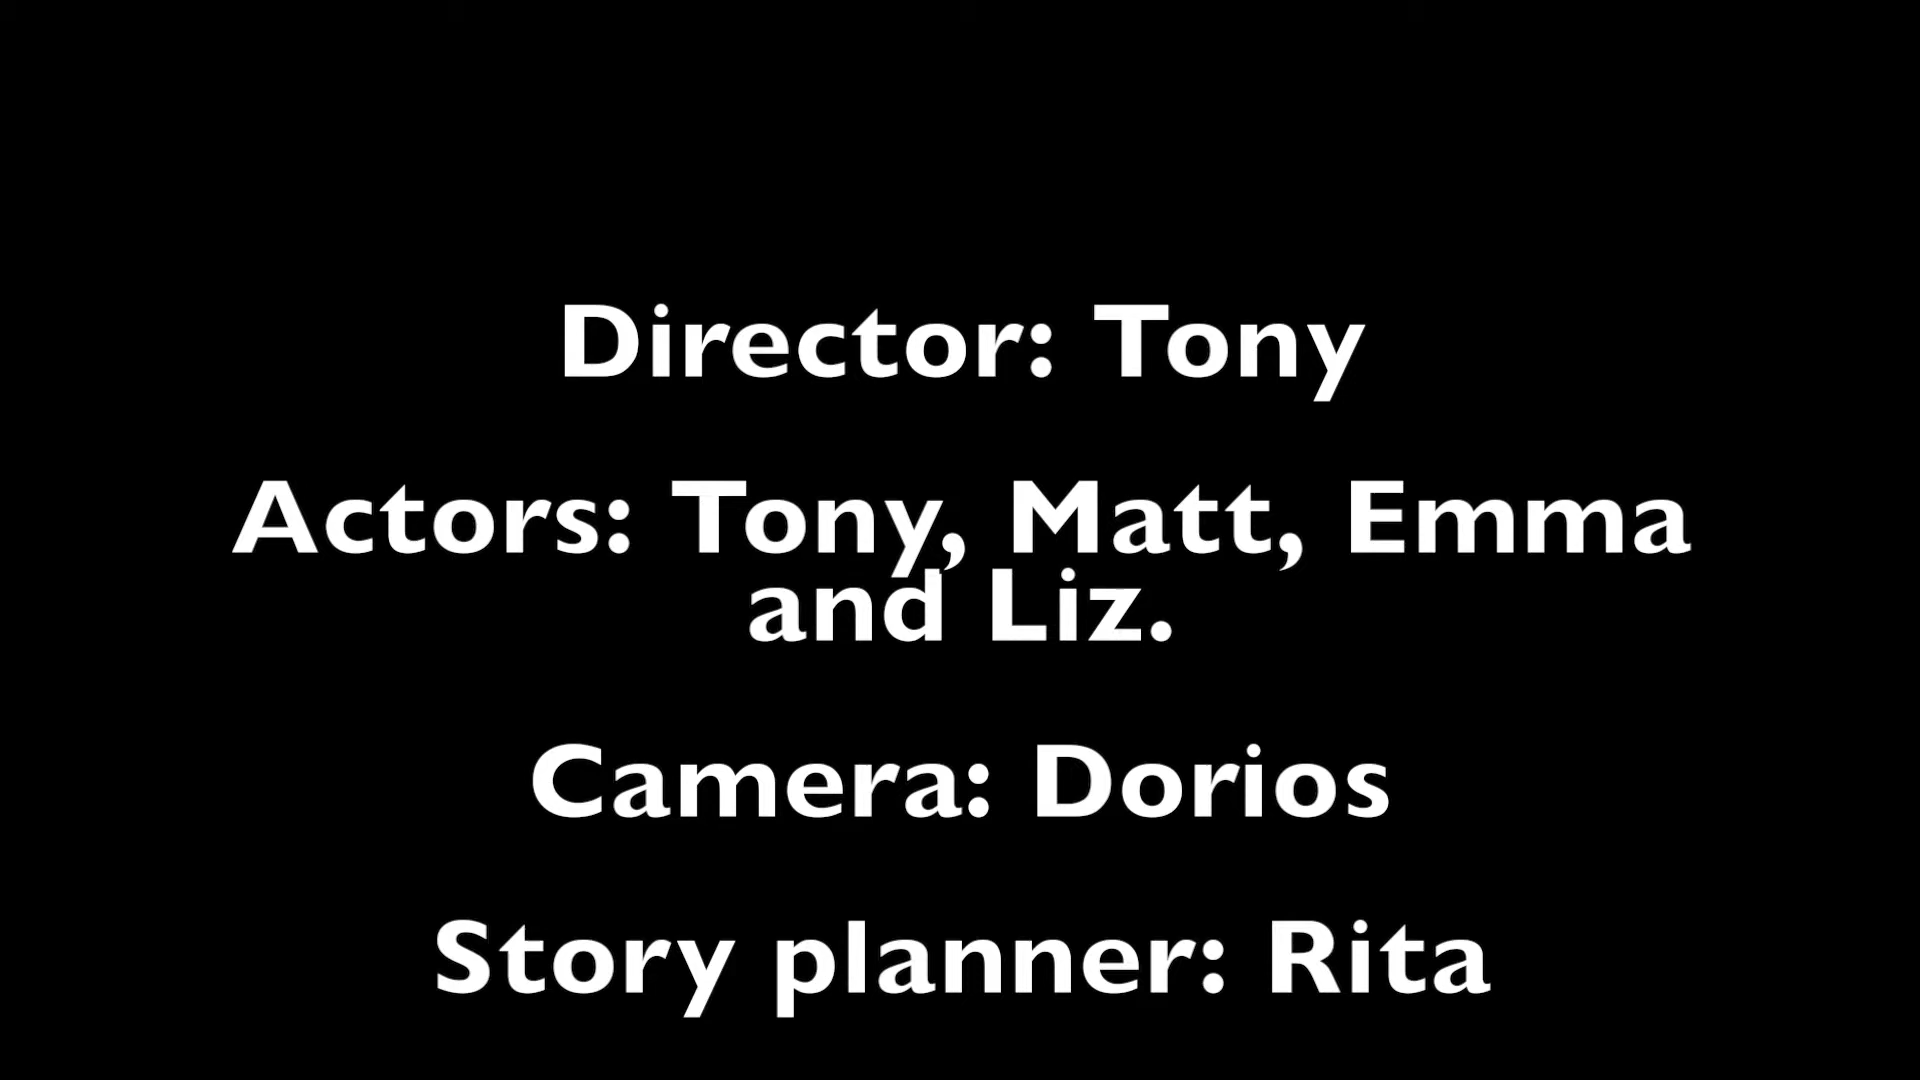 Director: Tony
Actors: Tony, Matt, Emma
and Liz.
Camera: Dorios
Story planner: Rita